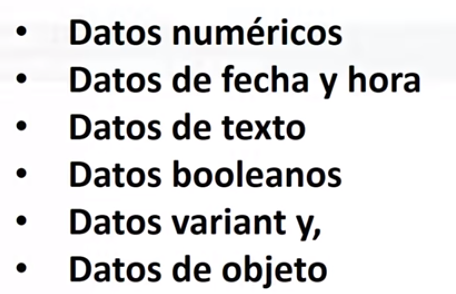 • Datos numéricos
• Datos de fecha y hora
• Datos de texto
• Datos booleanos
• Datos variant y,
• Datos de objeto